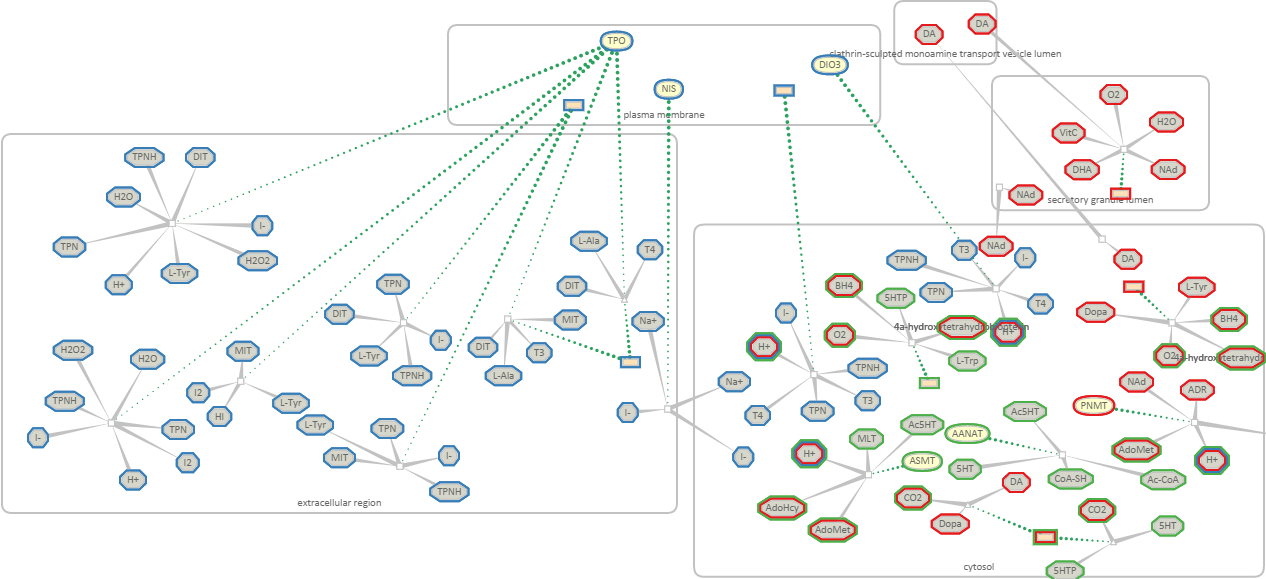 DA
DA
TPO
clathrin-sculpted monoamine transport vesicle lumen
DIO3
NIS
O2
plasma membrane
H2O
VitC
TPNH
DIT
DHA
NAd
H2O
NAd
secretory granule lumen
I-
L-Ala
T4
T3
NAd
TPN
H2O2
TPNH
I-
DA
L-Tyr
H+
TPN
DIT
BH4
TPN
L-Tyr
5HTP
T4
DIT
MIT
Na+
I-
Dopa
BH4
4a-hydroxytetrahydrobiopterin
H+
O2
I-
H2O2
H2O
MIT
L-Tyr
DIT
T3
H+
L-Trp
O2
TPNH
L-Ala
TPNH
Na+
NAd
ADR
I2
TPNH
L-Tyr
T3
PNMT
HI
I-
T4
TPN
Ac5HT
L-Tyr
TPN
Ac5HT
I-
TPN
MLT
AANAT
MIT
I-
I-
H+
AdoMet
I2
ASMT
5HT
H+
H+
TPNH
CoA-SH
Ac-CoA
DA
extracellular region
CO2
AdoHcy
CO2
Dopa
5HT
AdoMet
cytosol
5HTP